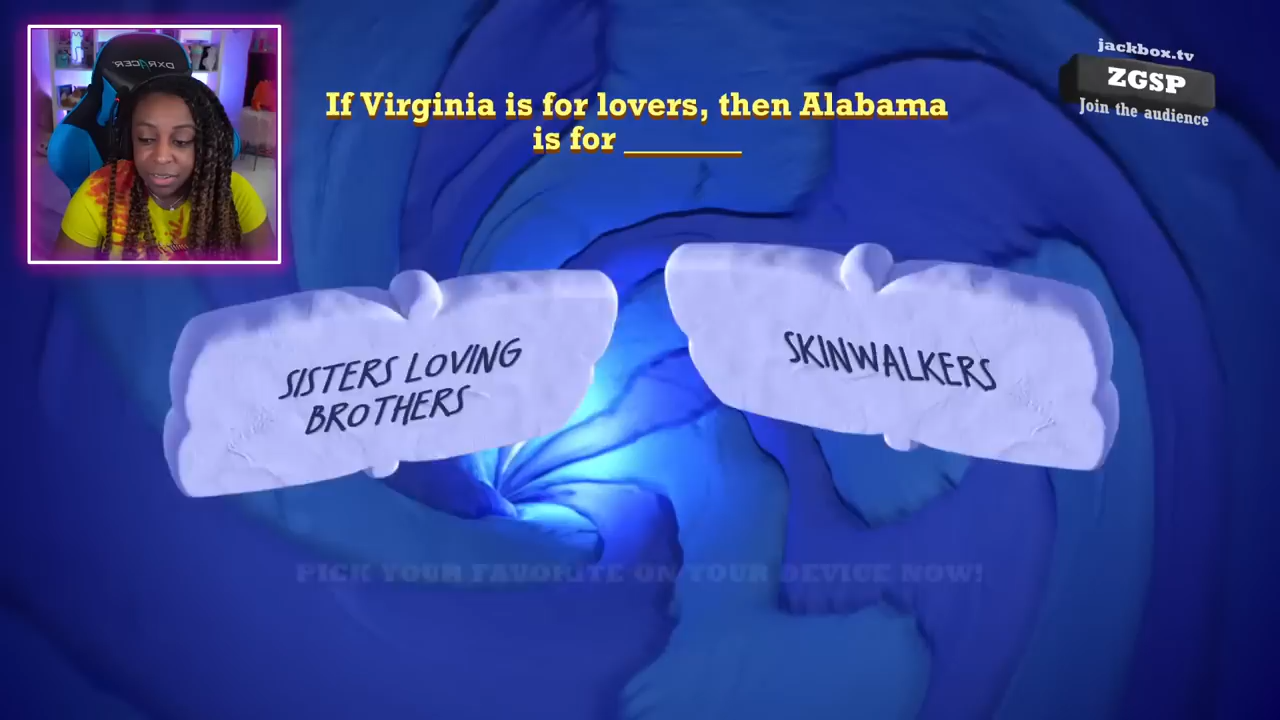 jackbox.tv
ZGSP
Join the audience
If Virginia is for lovers, then Alabama
is for ________
SISTERS LOVING
BROTHERS
SKINWALKERS
PICK YOUR FAVORITE ON YOUR DEVICE NOW!